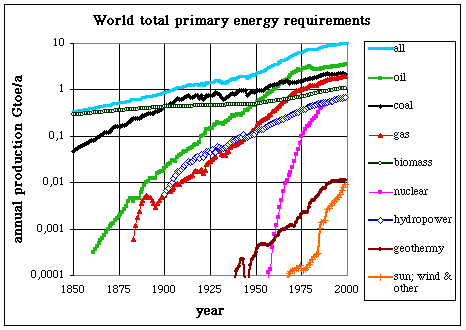 World total primary energy requirements
annual production Gtoe/a
10
1
0,1
0,01
0,001
0,0001
1850
1875
1900
1925
1950
1975
2000
year
all
oil
coal
gas
biomass
nuclear
hydropower
geothermy
sun; wind &
other